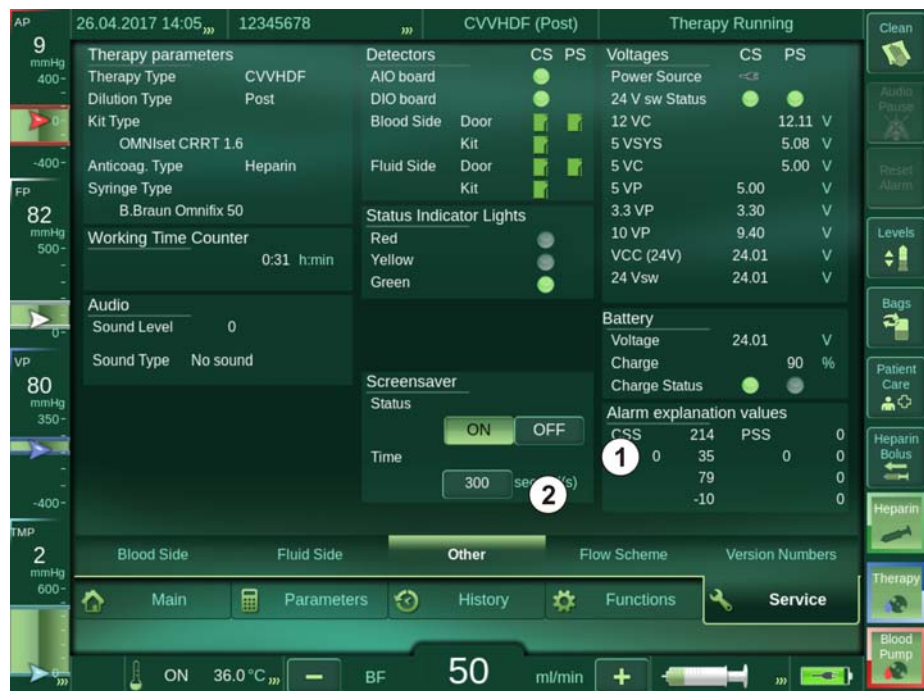 26.04.2017 14:05 12345678 CVVHDF (Post) Therapy Running
AP
9
mmHg
400
0
-400
FP
82
mmHg
500
0
VP
80
mmHg
350
-400
TMP
2
mmHg
600
Therapy parameters
Therapy Type CVVHDF
Dilution Type Post
Kit Type
OMNIset CRRT 1.6
Anticoag. Type Heparin
Syringe Type
B.Braun Omnifix 50
Working Time Counter
0:31 h:min
Audio
Sound Level 0
Sound Type No sound
Detectors CS PS
AIO board
DIO board
Blood Side Door
Kit
Fluid Side Door
Kit
Status Indicator Lights
Red
Yellow
Green
Screensaver
Status
ON OFF
Time
300
2
Voltages CS PS
Power Source
24 V sw Status
12 VC 12.11 V
5 VSYS 5.08 V
5 VC 5.00 V
5 VP 5.00 V
3.3 VP 3.30 V
10 VP 9.40 V
VCC (24V) 24.01 V
24 Vsw 24.01 V
Battery
Voltage 24.01 V
Charge 90 %
Charge Status
Alarm explanation values
CSS 214 PSS 0
1 0 35 0 0
79 0
-10 0
Clean
Audio
Pause
Reset
Alarm
Levels
Bags
Patient
Care
Heparin
Bolus
Heparin
Therapy
Blood
Pump
Blood Side Fluid Side Other Flow Scheme Version Numbers
Main Parameters History Functions Service
ON 36.0 °C − BF 50 ml/min +